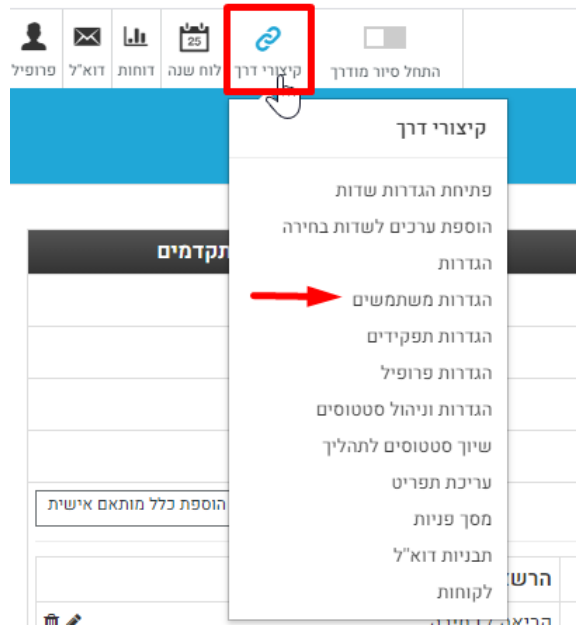 התחל סיור מודרך
קיצורי דרך
לוח שנה
25
דוחות
דוא"ל
פרופיל
קיצורי דרך
פתיחת הגדרות שדות
הוספת ערכים לשדות בחירה
הגדרות
הגדרות משתמשים
הגדרות תפקידים
הגדרות פרופיל
הגדרות וניהול סטטוסים
שיוך סטטוסים לתהליך
עריכת תפריט
מסך פניות
תבניות דוא"ל
לקוחות
תקדמים
הוספת כלל מותאם אישית
הרש